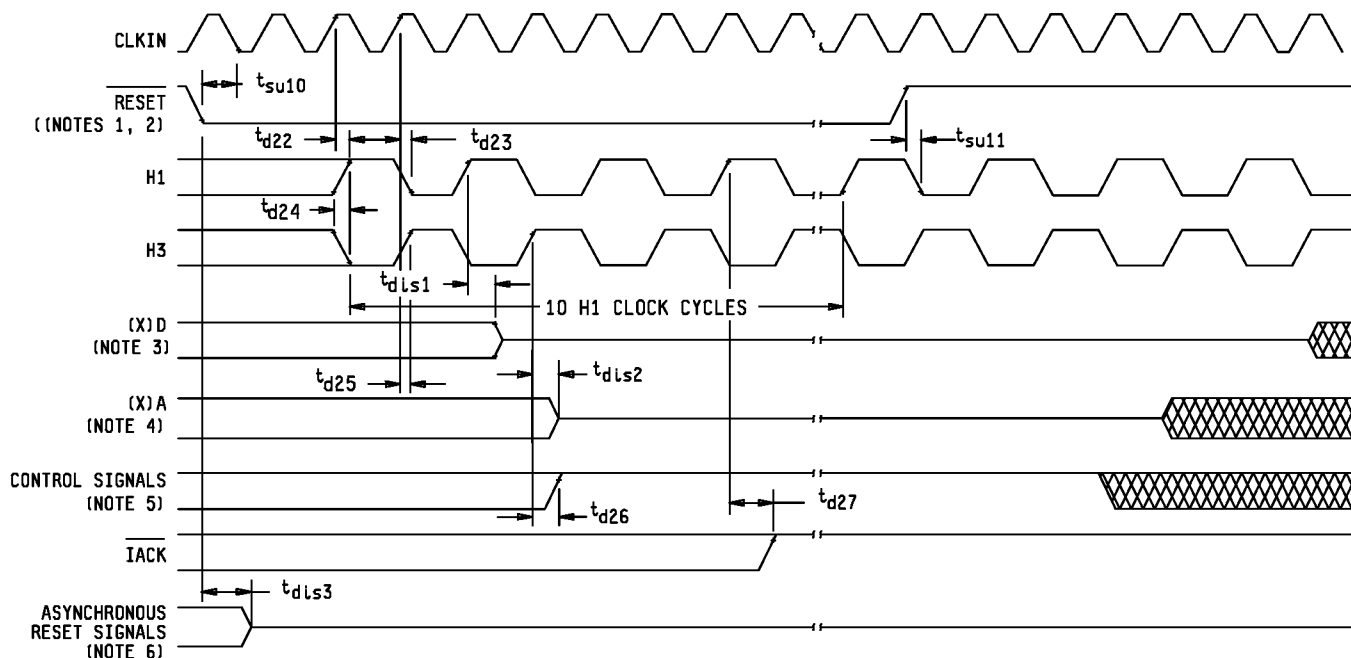 CLKIN
tsu10
RESET
((NOTES 1, 2)
td22
td23
tsu11
H1
td24
H3
tdis1
10 H1 CLOCK CYCLES
(X)D
(NOTE 3)
td25
tdis2
(X)A
(NOTE 4)
CONTROL SIGNALS
(NOTE 5)
td26
td27
IACK
tdis3
ASYNCHRONOUS
RESET SIGNALS
(NOTE 6)